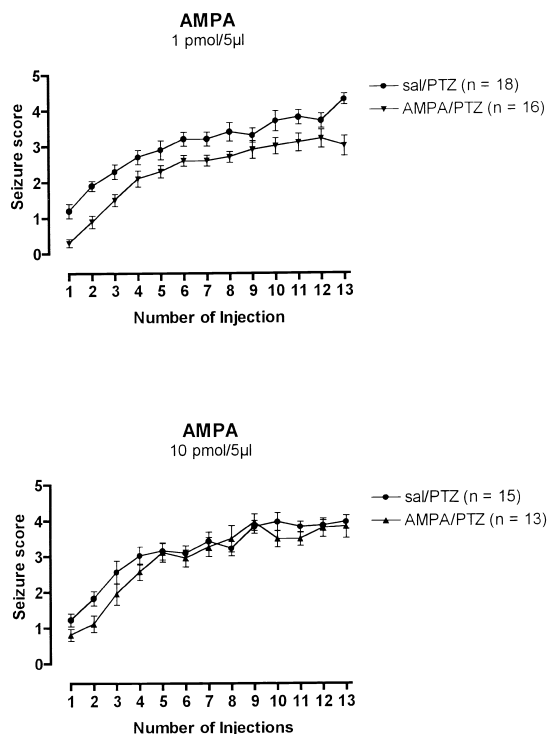 AMPA
1 pmol/5µl
5
4
3
2
1
0
Seizure score
sal/PTZ (n = 18)
AMPA/PTZ (n = 16)
1 2 3 4 5 6 7 8 9 10 11 12 13
Number of Injection
AMPA
10 pmol/5µl
5
4
3
2
1
0
Seizure score
sal/PTZ (n = 15)
AMPA/PTZ (n = 13)
1 2 3 4 5 6 7 8 9 10 11 12 13
Number of Injections